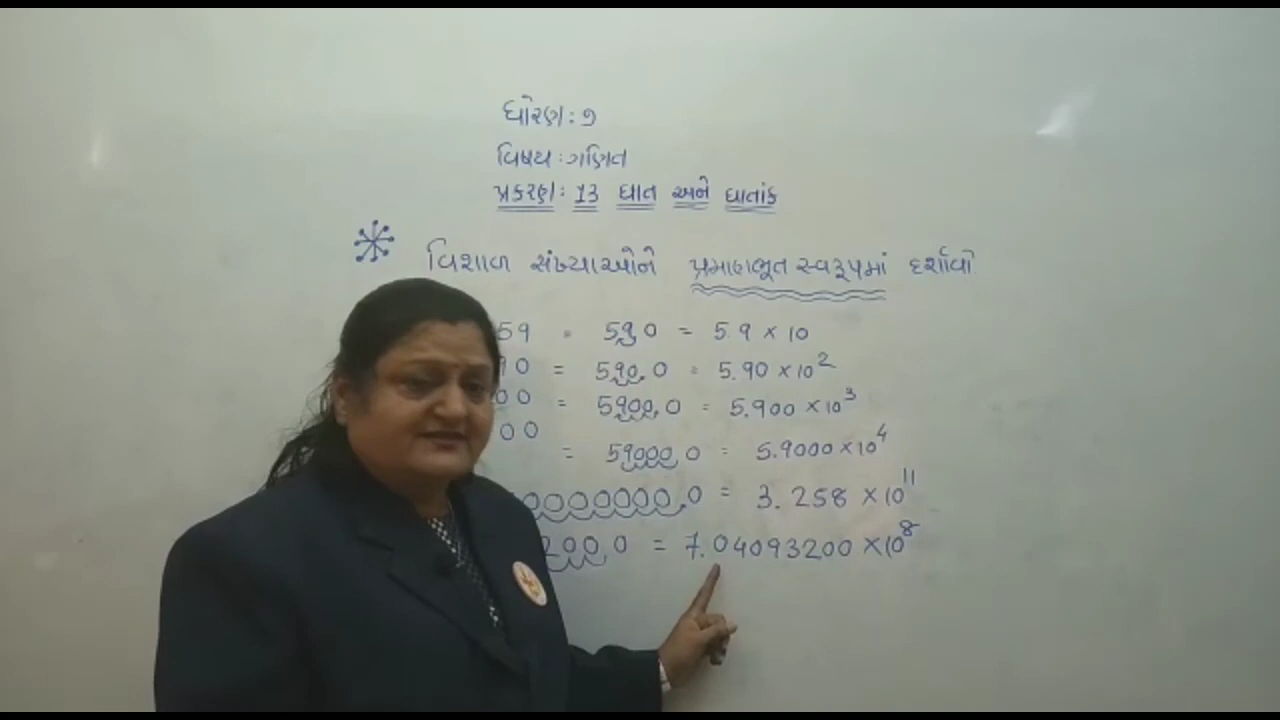 ધોરણ : ૭
વિષય : ગણિત
પ્રકરણ : 13 ઘાત અને ઘાતાંક
વિશાળ સંખ્યાઓને પ્રમાણભૂત સ્વરૂપમાં દર્શાવો
59 = 59.0 = 5.9 × 10
90 = 590.0 = 5.90 × 10²
00 = 5900.0 = 5.900 × 10³
00 = 59000.0 = 5.9000 × 10⁴
0000000.0 = 3.258 × 10¹¹
200.0 = 7.04093200 × 10⁸